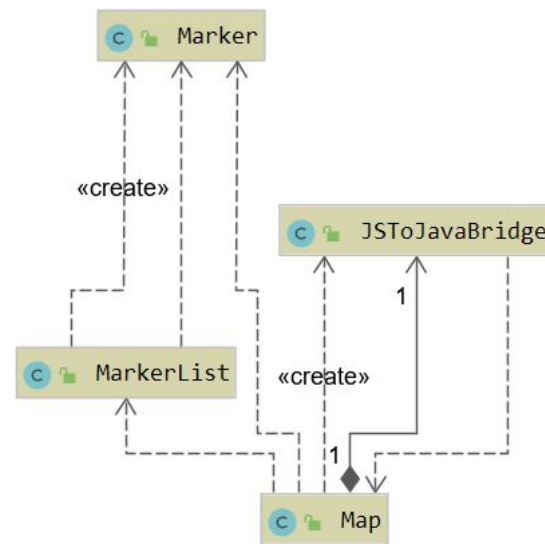 C Marker
«create»
C JSToJavaBridge
1
C MarkerList
«create»
1
C Map